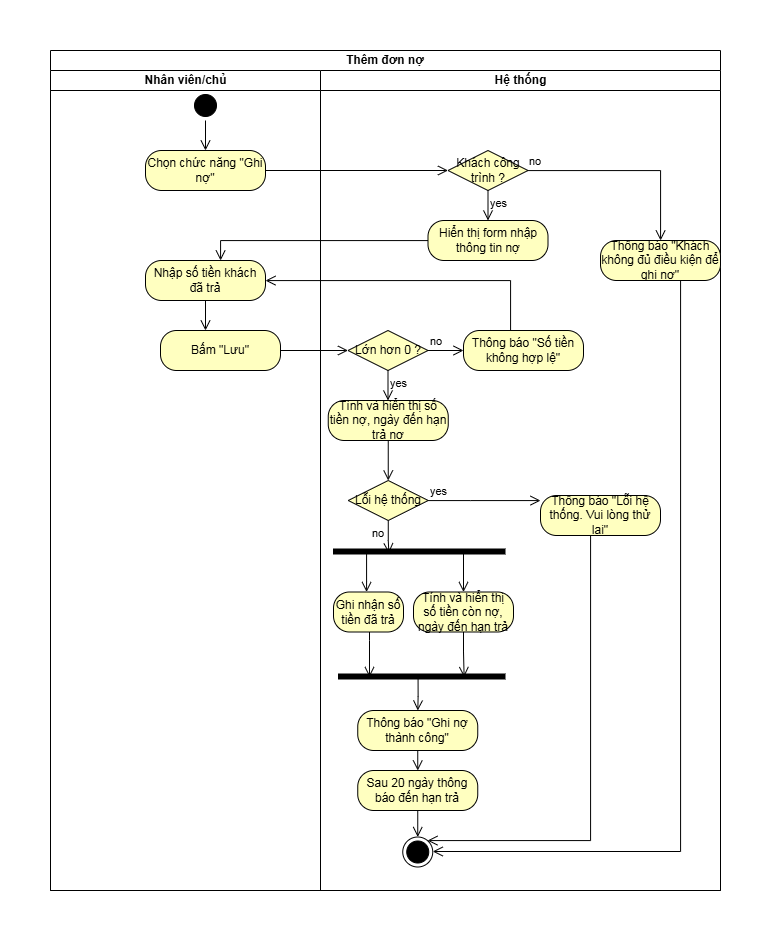 Thêm đơn nợ
Nhân viên/chủ
Hệ thống
Chọn chức năng "Ghi
nợ"
Khách công
trình ?
no
yes
Hiển thị form nhập
thông tin nợ
Thông báo "Khách
không đủ điều kiện để
ghi nợ"
Nhập số tiền khách
đã trả
Bấm "Lưu"
Lớn hơn 0 ?
no
Thông báo "Số tiền
không hợp lệ"
yes
Tính và hiển thị số
tiền nợ, ngày đến hạn
trả nợ
Lỗi hệ thống
yes
Thông báo "Lỗi hệ
thống. Vui lòng thử
lại"
no
Ghi nhận số
tiền đã trả
Tính và hiển thị
số tiền còn nợ,
ngày đến hạn trả
Thông báo "Ghi nợ
thành công"
Sau 20 ngày thông
báo đến hạn trả